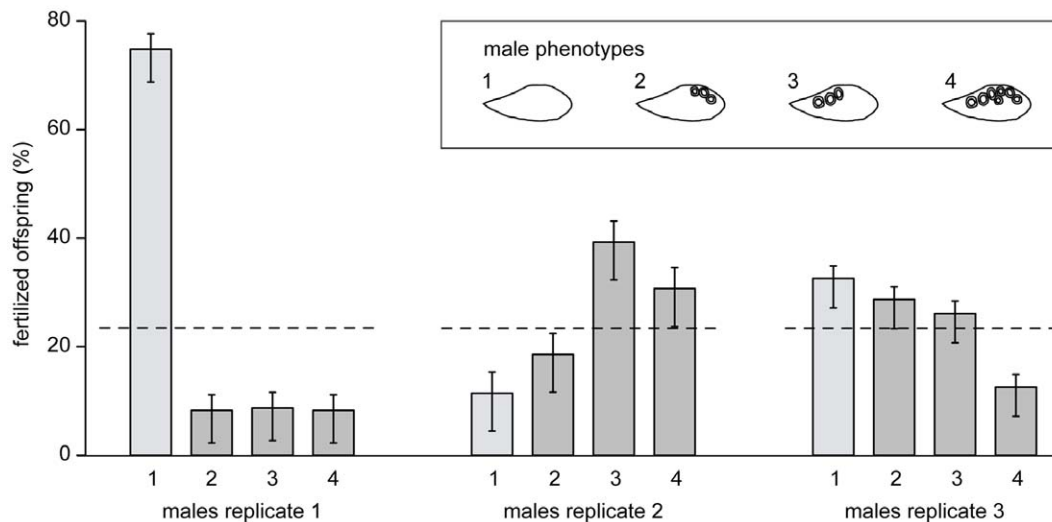 80
60
40
20
0
fertilized offspring (%)
male phenotypes
1 2 3 4
1 2 3 4 1 2 3 4 1 2 3 4
males replicate 1 males replicate 2 males replicate 3